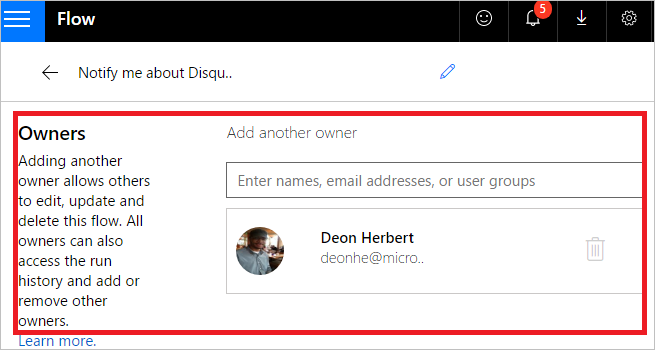 Flow
5
Notify me about Disqu..
Owners
Adding another
owner allows others
to edit, update and
delete this flow. All
owners can also
access the run
history and add or
remove other
owners.
Learn more.
Add another owner
Enter names, email addresses, or user groups
Deon Herbert
deonhe@micro..